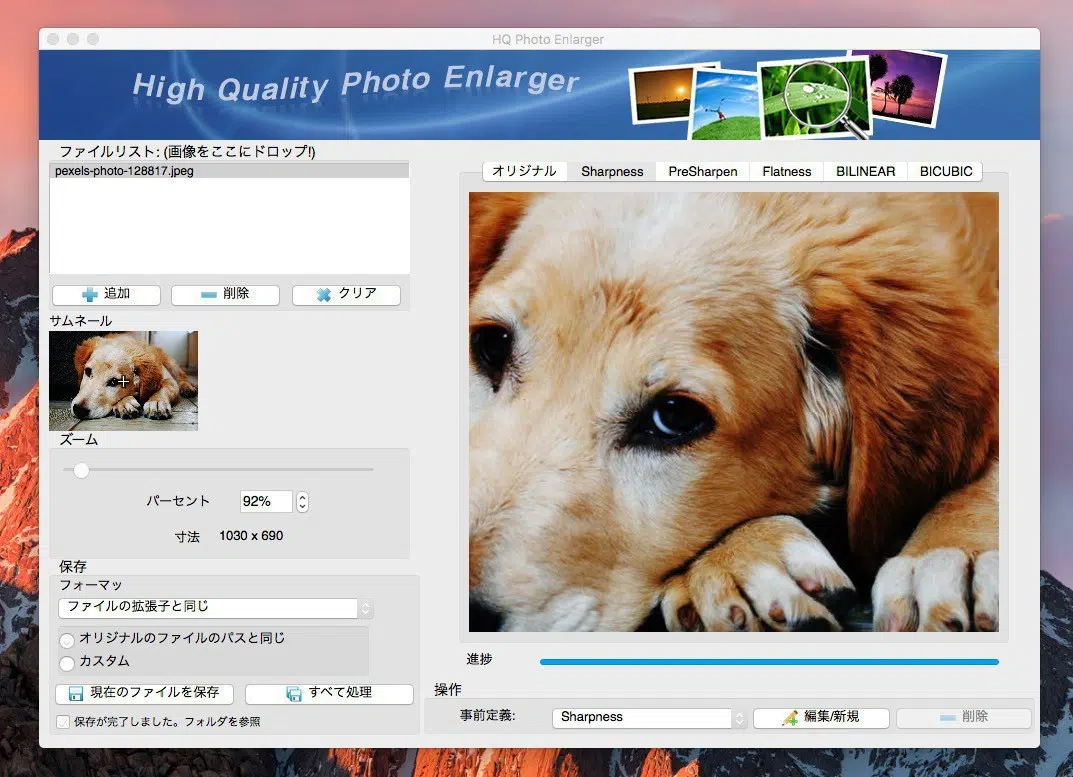 HQ Photo Enlarger
High Quality Photo Enlarger
ファイルリスト: (画像をここにドロップ!)
pexels-photo-128817.jpeg
追加
削除
クリア
サムネール
ズーム
パーセント
92%
寸法
1030 x 690
保存
フォーマッ
ファイルの拡張子と同じ
オリジナルのファイルのパスと同じ
カスタム
現在のファイルを保存
すべて処理
保存が完了しました。フォルダを参照
オリジナル
Sharpness
PreSharpen
Flatness
BILINEAR
BICUBIC
進捗
操作
事前定義:
Sharpness
編集/新規
削除